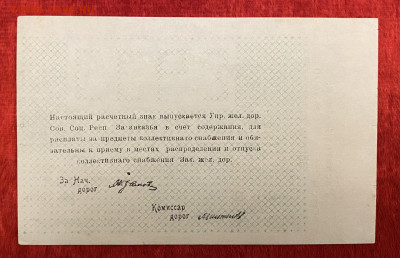 Настоящий расчетный знак выпускается Упр. жел. дор.
Сов. Соц. Респ. Закавказья в счет содержания, для
расплаты за предметы коллективнаго снабжения и обя-
зательны к приему в местах распределения и отпуск
коллективнаго снабжения Зак. жел. дор.
За Нач.
дорог
Комиссар
дорог